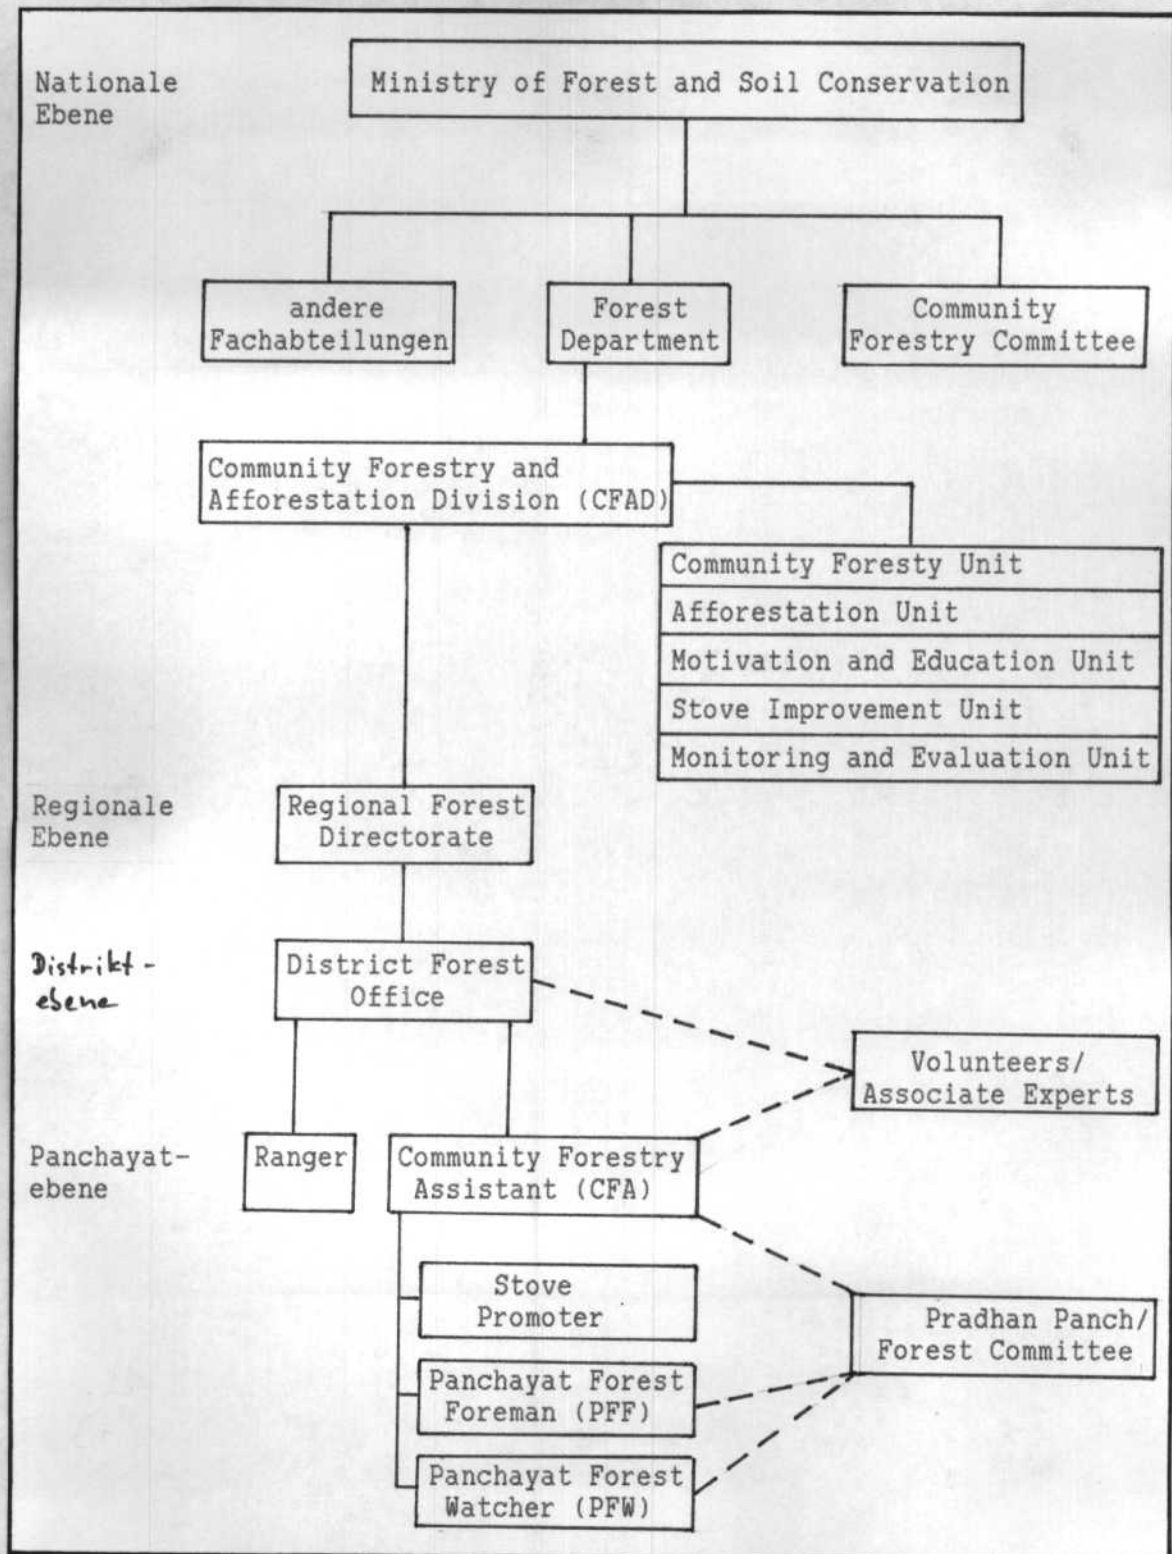 Nationale
Ebene
Ministry of Forest and Soil Conservation
andere
Fachabteilungen
Forest
Department
Community
Forestry Committee
Community Forestry and
Afforestation Division (CFAD)
Community Foresty Unit
Afforestation Unit
Motivation and Education Unit
Stove Improvement Unit
Monitoring and Evaluation Unit
Regionale
Ebene
Regional Forest
Directorate
Distrikt-
ebene
District Forest
Office
Volunteers/
Associate Experts
Panchayat-
ebene
Ranger
Community Forestry
Assistant (CFA)
Stove
Promoter
Pradhan Panch/
Forest Committee
Panchayat Forest
Foreman (PFF)
Panchayat Forest
Watcher (PFW)